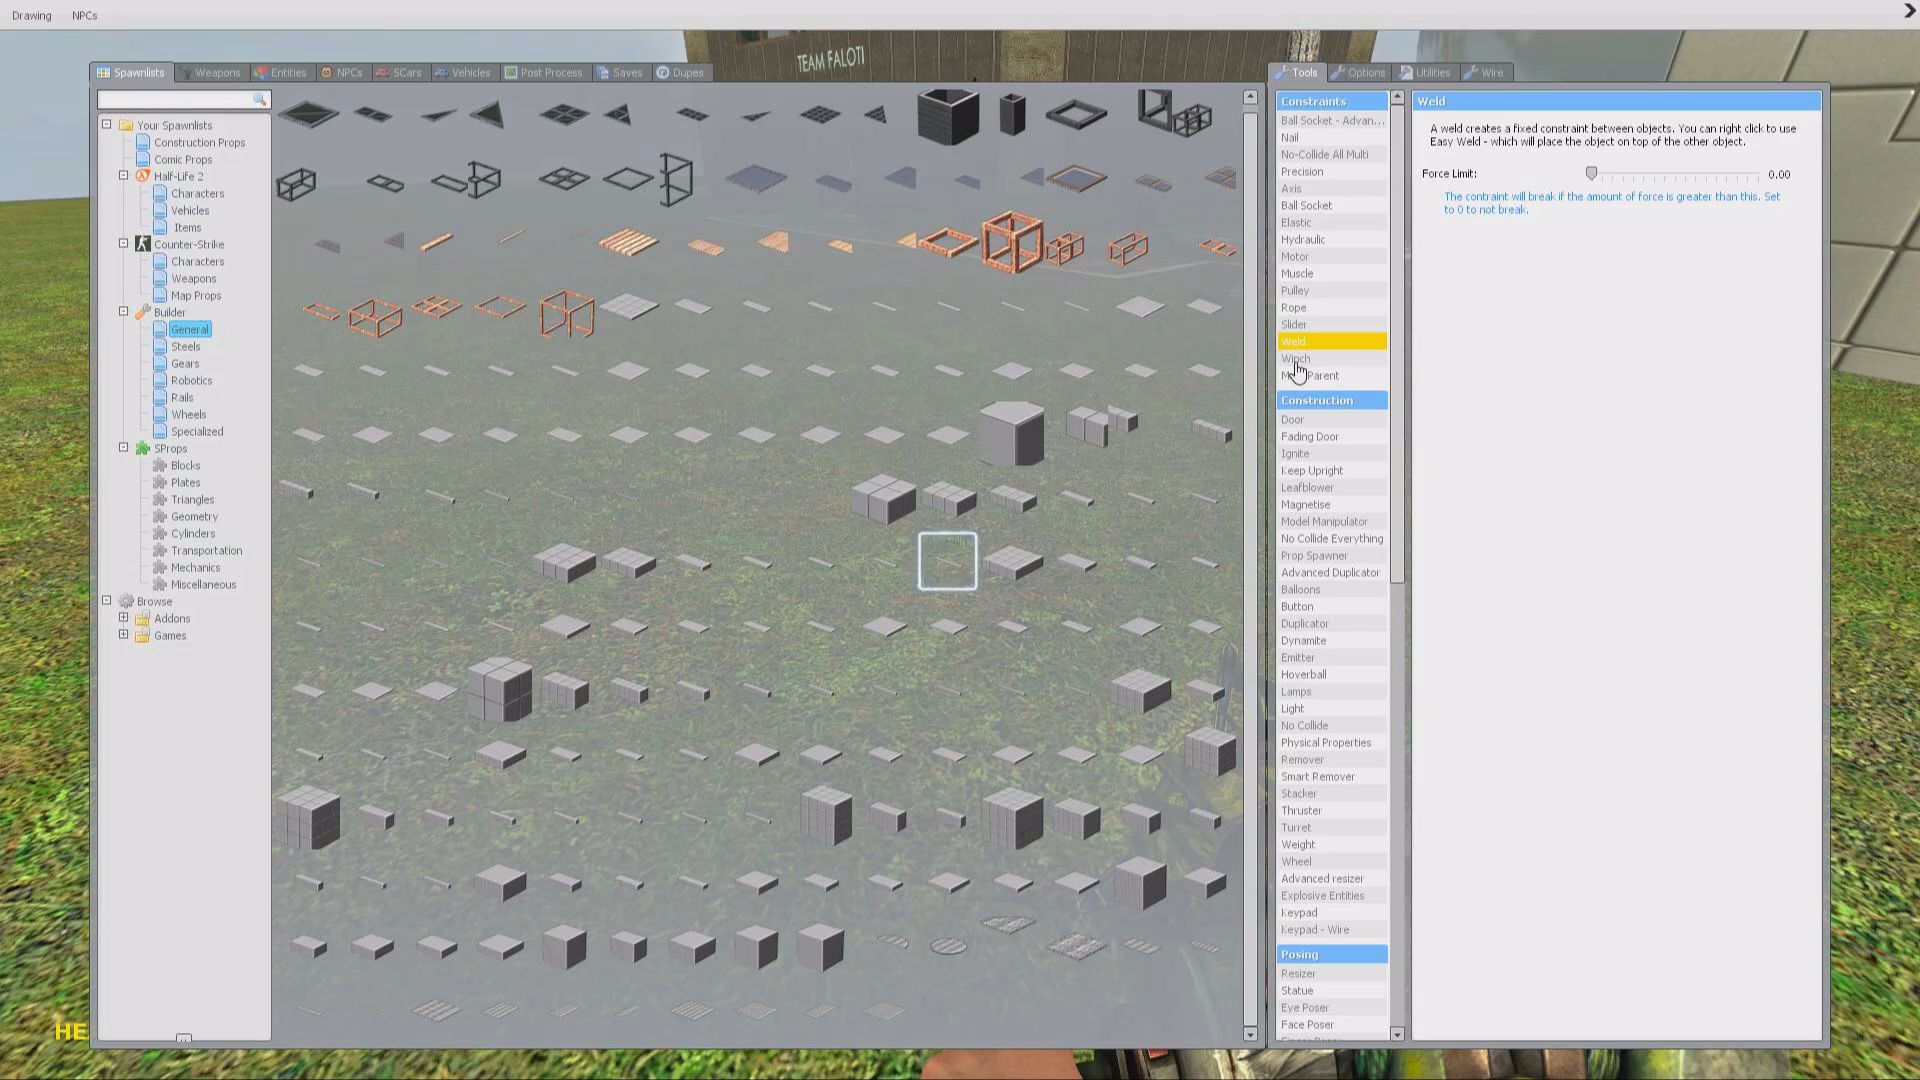 Drawing NPCs
TEAM FALOTI
Spawnlists Weapons Entities NPCs SCars Vehicles Post Process Saves Dupes
Tools Options Utilities Wire
Your Spawnlists
Construction Props
Comic Props
Half-Life 2
Characters
Vehicles
Items
Counter-Strike
Characters
Weapons
Map Props
Builder
General
Steels
Gears
Robotics
Rails
Wheels
Specialized
SProps
Blocks
Plates
Triangles
Geometry
Cylinders
Transportation
Mechanics
Miscellaneous
Browse
Addons
Games
HE
Constraints
Ball Socket - Advan...
Nail
No-Collide All Multi
Precision
Axis
Ball Socket
Elastic
Hydraulic
Motor
Muscle
Pulley
Rope
Slider
Weld
Winch
Parent
Construction
Door
Fading Door
Ignite
Keep Upright
Leafblower
Magnetise
Model Manipulator
No Collide Everything
Prop Spawner
Advanced Duplicator
Balloons
Button
Duplicator
Dynamite
Emitter
Hoverball
Lamps
Light
No Collide
Physical Properties
Remover
Smart Remover
Stacker
Thruster
Turret
Weight
Wheel
Advanced resizer
Explosive Entities
Keypad
Keypad - Wire
Posing
Resizer
Statue
Eye Poser
Face Poser
Weld
A weld creates a fixed constraint between objects. You can right click to use
Easy Weld - which will place the object on top of the other object.
Force Limit: 0.00
The contraint will break if the amount of force is greater than this. Set
to 0 to not break.